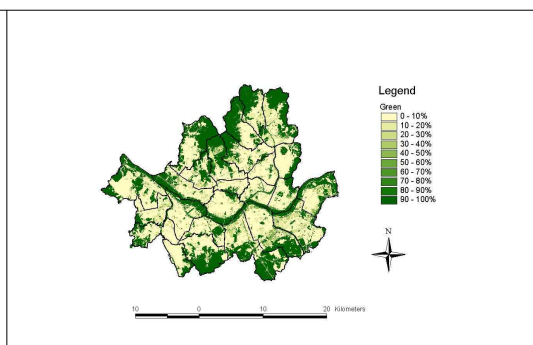 Legend
Green
0 - 10%
10 - 20%
20 - 30%
30 - 40%
40 - 50%
50 - 60%
60 - 70%
70 - 80%
80 - 90%
90 - 100%
N
10 0 10 20 Kilometers